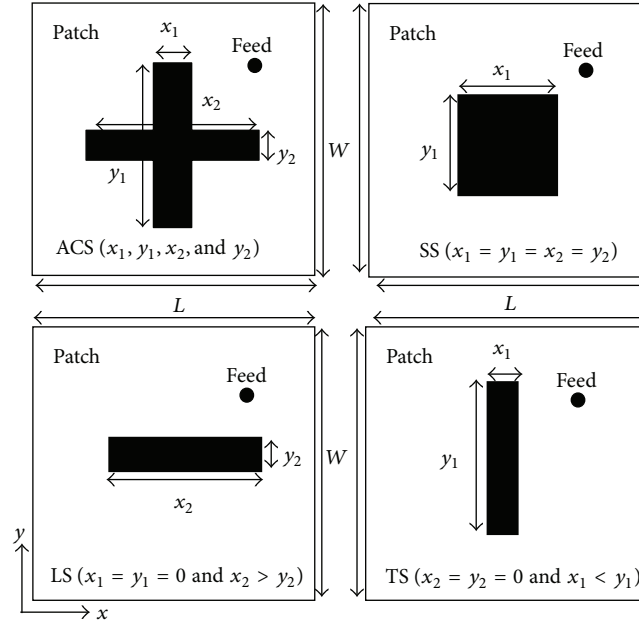 Patch
x₁
Feed
x₂
y₁
y₂
ACS (x₁, y₁, x₂, and y₂)
W
L
Patch
Feed
x₁
y₁
SS (x₁ = y₁ = x₂ = y₂)
L
Patch
Feed
y₂
x₂
LS (x₁ = y₁ = 0 and x₂ > y₂)
W
y
x
Patch
x₁
Feed
y₁
TS (x₂ = y₂ = 0 and x₁ < y₁)